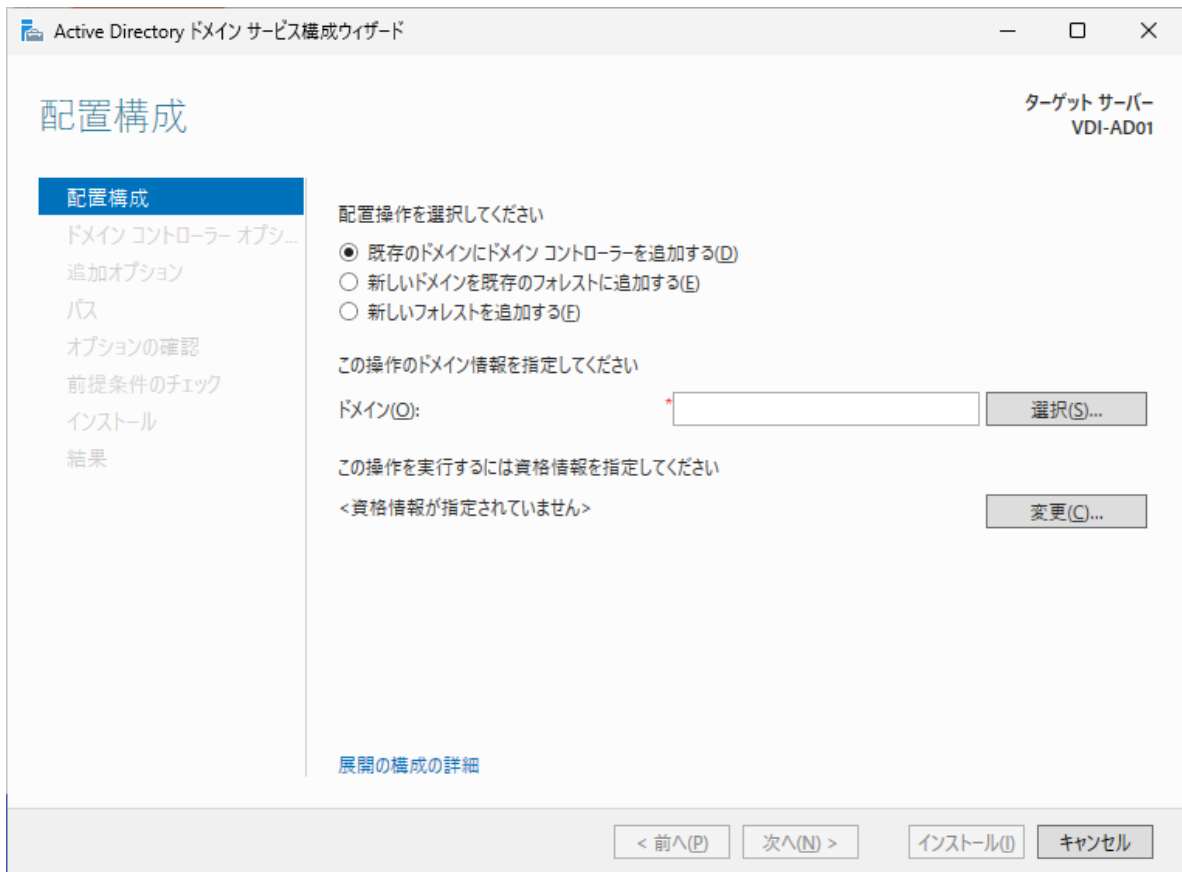 Active Directory ドメイン サービス構成ウィザード
配置構成
ターゲット サーバー
VDI-AD01
配置構成
ドメイン コントローラー オプシ...
追加オプション
パス
オプションの確認
前提条件のチェック
インストール
結果
配置操作を選択してください
既存のドメインにドメイン コントローラーを追加する(D)
新しいドメインを既存のフォレストに追加する(E)
新しいフォレストを追加する(F)
この操作のドメイン情報を指定してください
ドメイン(O): * 選択(S)...
この操作を実行するには資格情報を指定してください
<資格情報が指定されていません> 変更(C)...
展開の構成の詳細
< 前へ(P) 次へ(N) > インストール(I) キャンセル